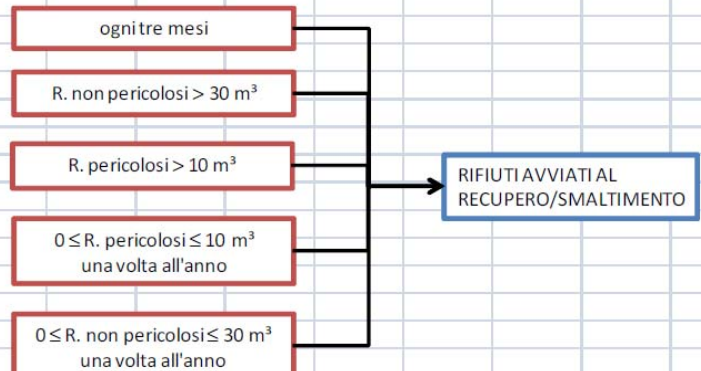 ogni tre mesi
R. non pericolosi > 30 m³
R. pericolosi > 10 m³
0 ≤ R. pericolosi ≤ 10 m³
una volta all'anno
0 ≤ R. non pericolosi ≤ 30 m³
una volta all'anno
RIFIUTI AVVIATI AL
RECUPERO/SMALTIMENTO